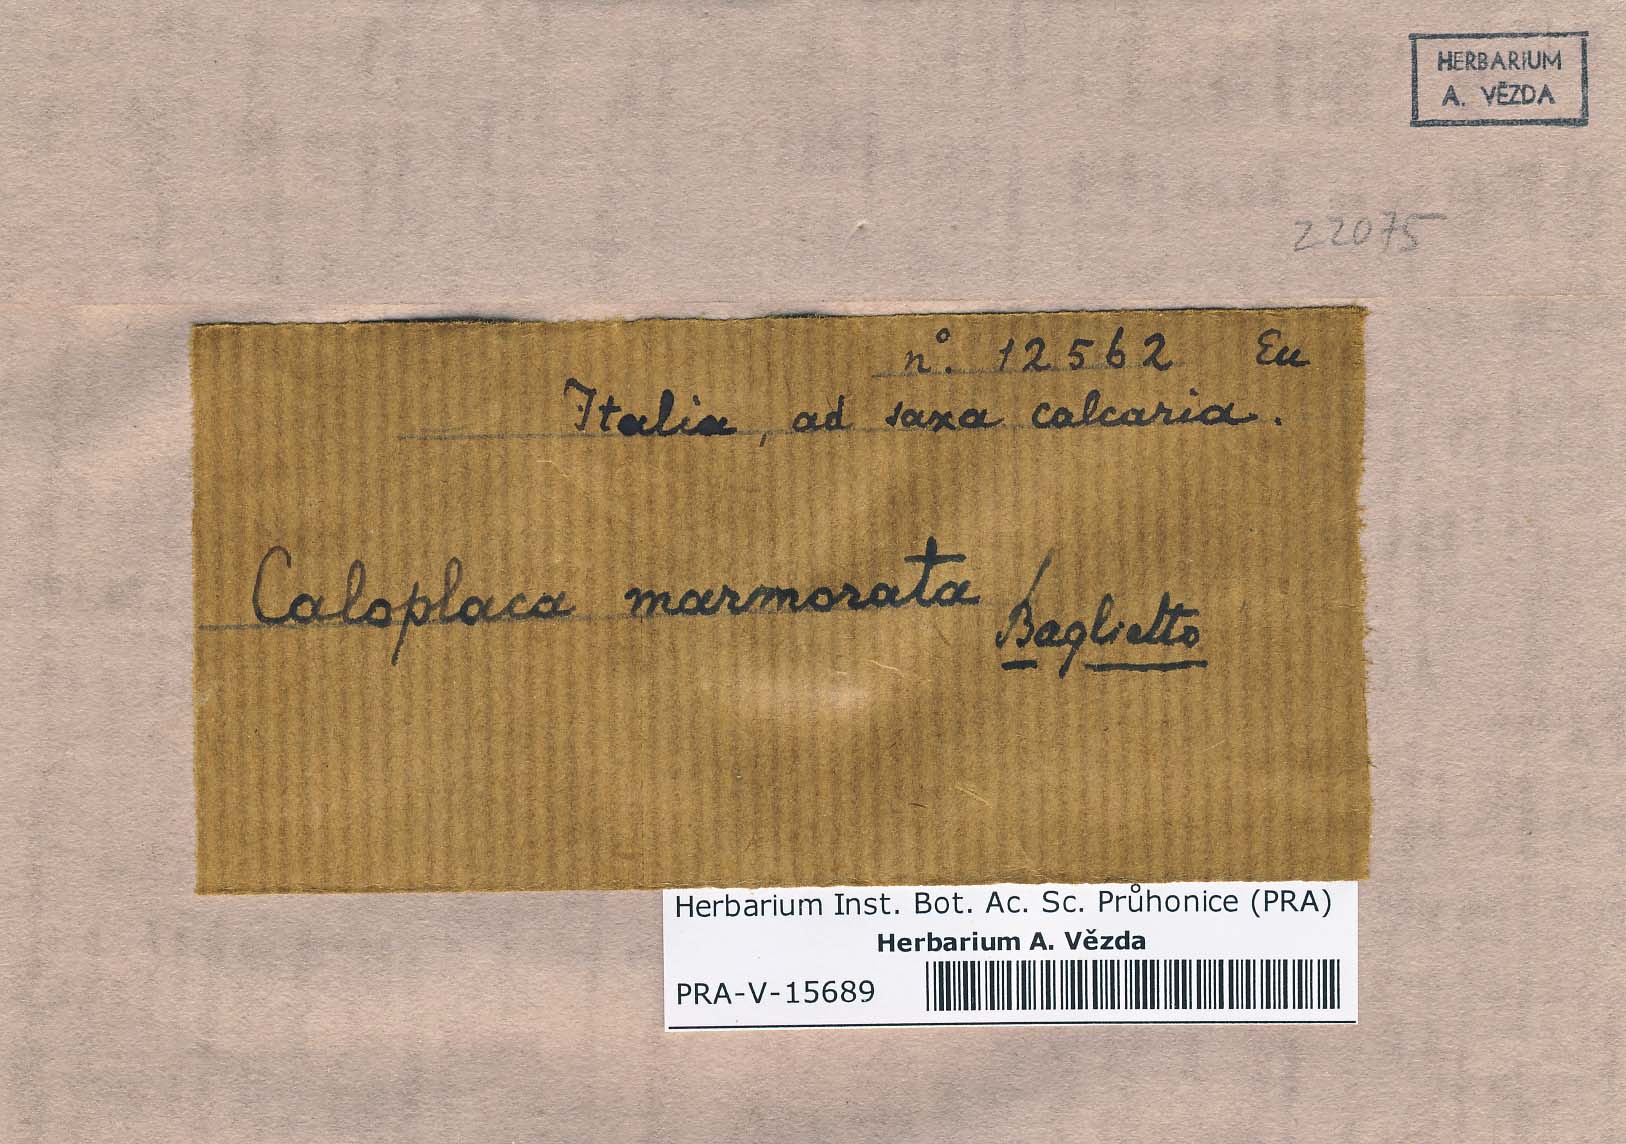 HERBARIUM
A. VĚZDA
22075
n°. 12562 Eu
Italia, ad saxa calcaria.
Caloplaca marmorata
Baglietto
Herbarium Inst. Bot. Ac. Sc. Průhonice (PRA)
Herbarium A. Vězda
PRA-V-15689